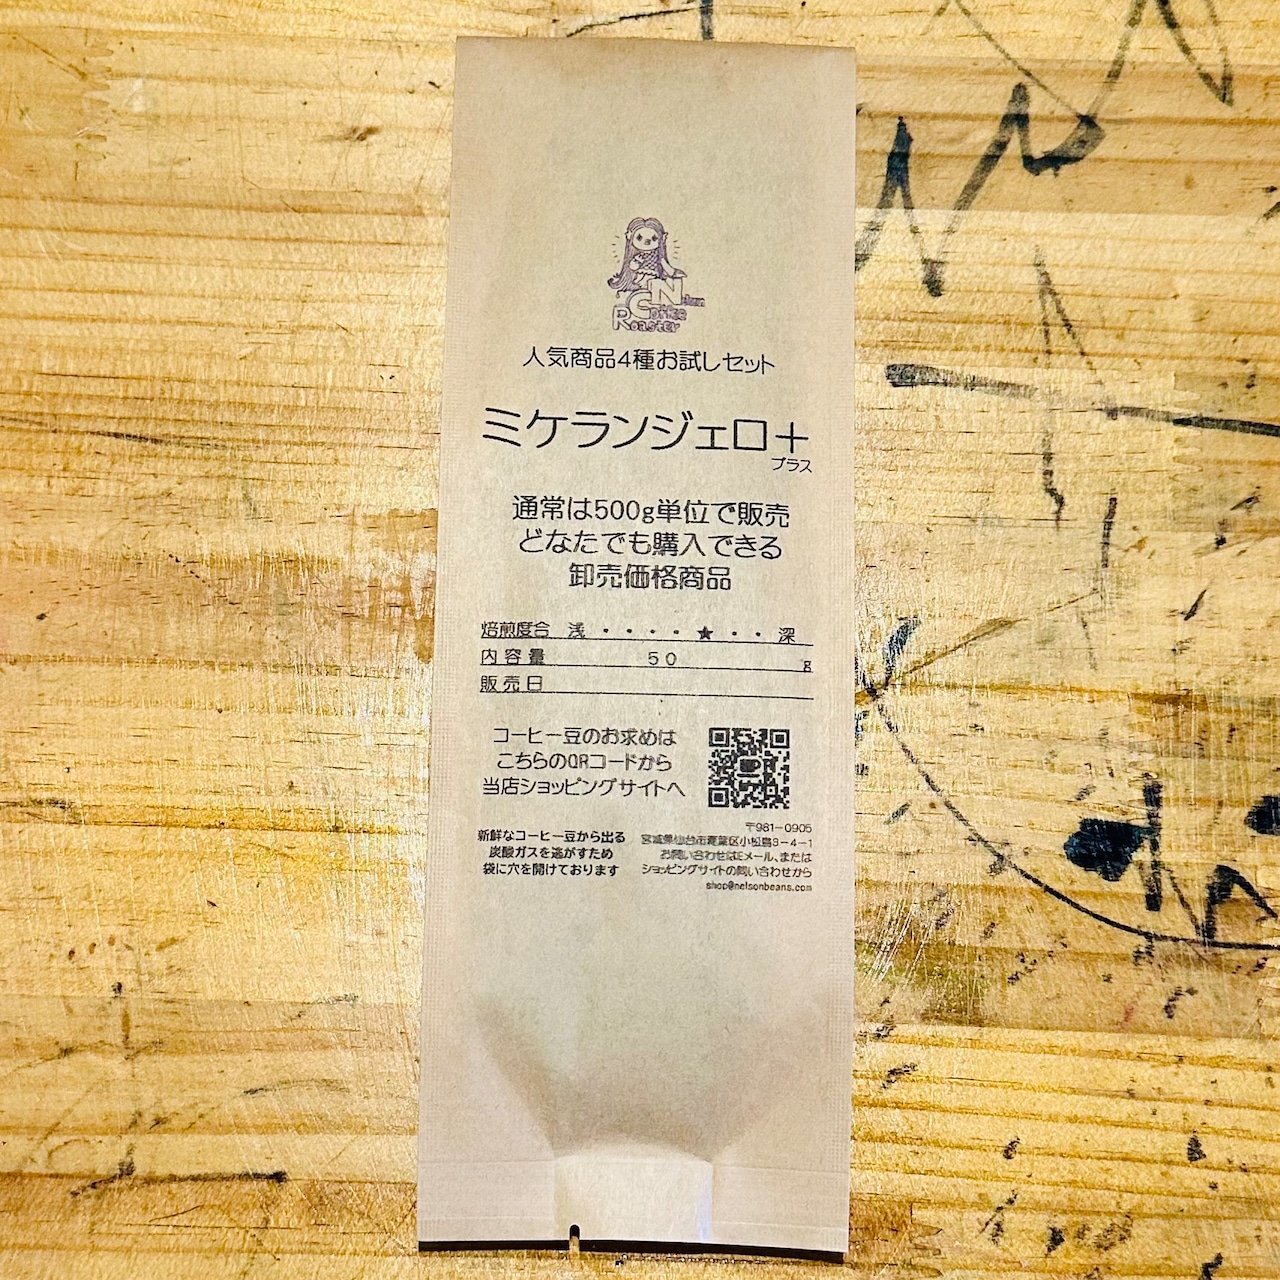 Nelson
Coffee
Roaster
人気商品4種お試しセット
ミケランジェロ+
プラス
通常は500g単位で販売
どなたでも購入できる
卸売価格商品
焙煎度合 浅 ・・・・★・・ 深
内容量 50 g
販売日
コーヒー豆のお求めは
こちらのQRコードから
当店ショッピングサイトへ
新鮮なコーヒー豆から出る
炭酸ガスを逃がすため
袋に穴を開けております
〒981-0905
宮城県仙台市青葉区小松島3-4-1
お問い合わせはEメール、または
ショッピングサイトの問い合わせから
shop@nelsonbeans.com